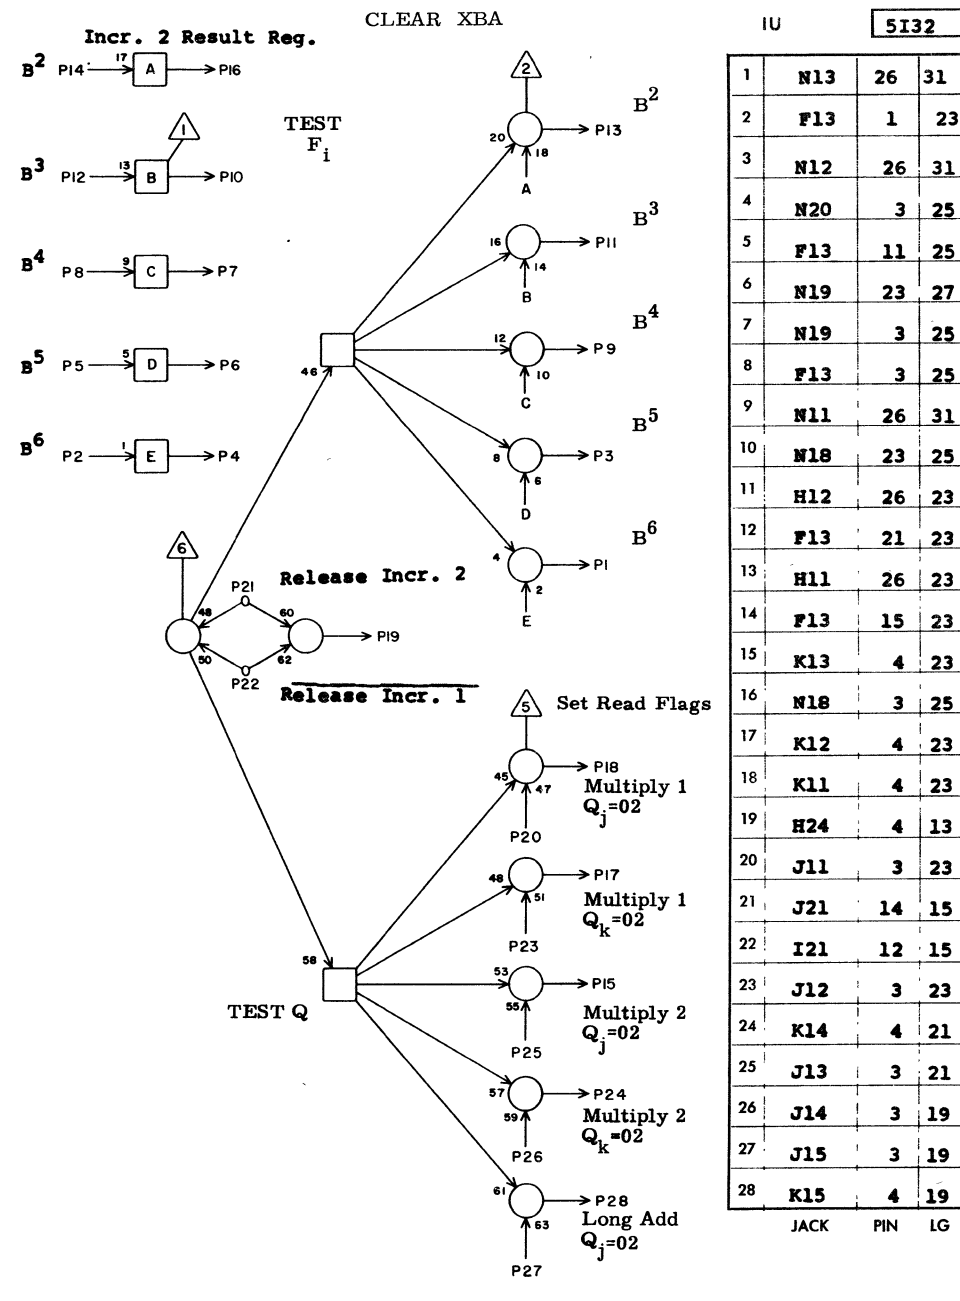 CLEAR XBA
IU
5I32
Incr. 2 Result Reg.
B2 P14 17 A P16
B3 P12 13 B P10
1
B4 P8 9 C P7
B5 P5 5 D P6
B6 P2 1 E P4
TEST
Fi
46
2
B2
20 18 P13
A
B3
16 14 P11
B
B4
12 10 P9
C
B5
8 6 P3
D
B6
4 2 P1
E
6
Release Incr. 2
P21
48 60
P19
50 62
P22
Release Incr. 1
58
TEST Q
5
Set Read Flags
45 47 P18
Multiply 1
Qj=02
P20
48 51 P17
Multiply 1
Qk=02
P23
53 55 P15
Multiply 2
Qj=02
P25
57 59 P24
Multiply 2
Qk=02
P26
61 63 P28
Long Add
Qj=02
P27
1 N13 26 31
2 F13 1 23
3 N12 26 31
4 N20 3 25
5 F13 11 25
6 N19 23 27
7 N19 3 25
8 F13 3 25
9 N11 26 31
10 N18 23 25
11 H12 26 23
12 F13 21 23
13 H11 26 23
14 F13 15 23
15 K13 4 23
16 N18 3 25
17 K12 4 23
18 K11 4 23
19 H24 4 13
20 J11 3 23
21 J21 14 15
22 I21 12 15
23 J12 3 23
24 K14 4 21
25 J13 3 21
26 J14 3 19
27 J15 3 19
28 K15 4 19
JACK PIN LG